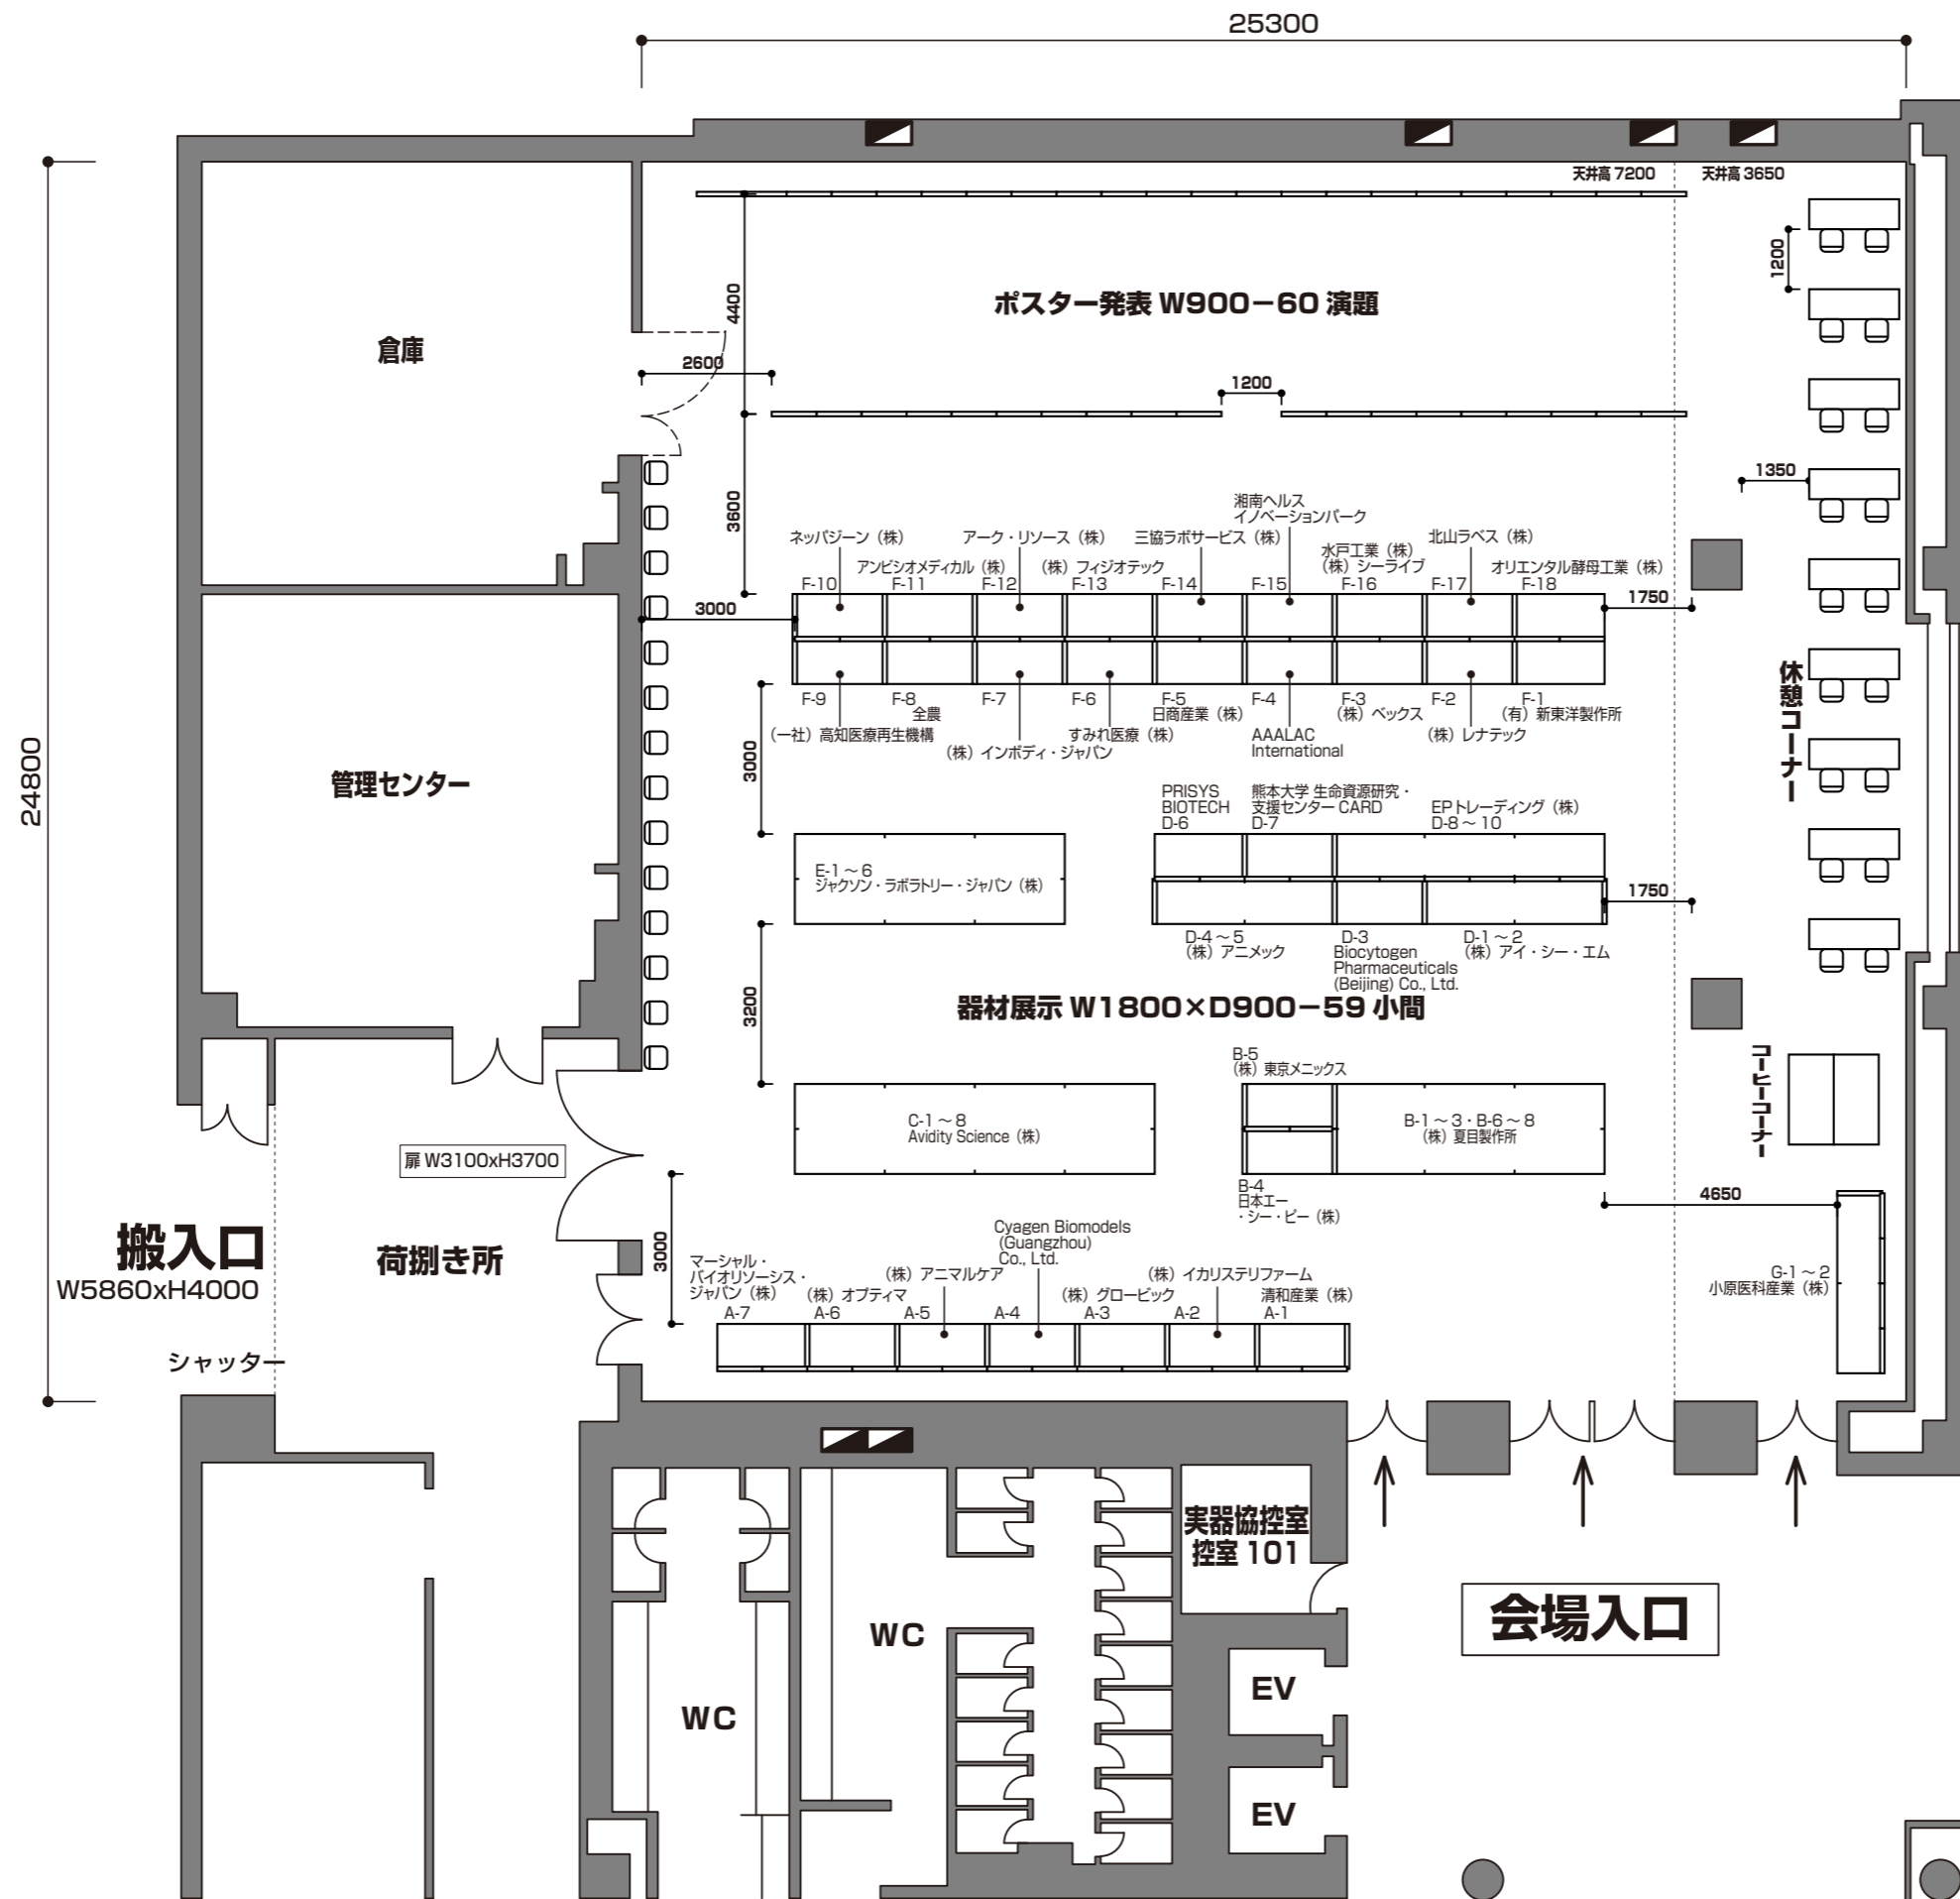 25300
天井高 7200
天井高 3650
1200
4400
ポスター発表 W900－60 演題
倉庫
2600
1200
3600
1350
24800
湘南ヘルス
イノベーションパーク
ネッパジーン（株）
アーク・リソース（株）
三協ラボサービス（株）
水戸工業（株）
（株）シーライブ
北山ラベス（株）
アンビシオメディカル（株）
（株）フィジオテック
オリエンタル酵母工業（株）
F-10
F-11
F-12
F-13
F-14
F-15
F-16
F-17
F-18
3000
1750
F-9
F-8
F-7
F-6
F-5
F-4
F-3
F-2
F-1
全農
日商産業（株）
（株）ベックス
（有）新東洋製作所
（一社）高知医療再生機構
（株）インボディ・ジャパン
すみれ医療（株）
AAALAC
International
（株）レナテック
休憩コーナー
管理センター
3000
PRISYS
BIOTECH
D-6
熊本大学 生命資源研究・
支援センター CARD
D-7
EPトレーディング（株）
D-8～10
E-1～6
ジャクソン・ラボラトリー・ジャパン（株）
1750
D-4～5
（株）アニメック
D-3
Biocytogen
Pharmaceuticals
(Beijing) Co., Ltd.
D-1～2
（株）アイ・シー・エム
3200
器材展示 W1800×D900－59 小間
B-5
（株）東京メニックス
コーヒーコーナー
C-1～8
Avidity Science（株）
B-1～3・B-6～8
（株）夏目製作所
扉 W3100xH3700
B-4
日本エー
・シー・ピー（株）
4650
搬入口
W5860xH4000
荷捌き所
3000
Cyagen Biomodels
(Guangzhou)
Co., Ltd.
マーシャル・
バイオリソーシス・
ジャパン（株）
（株）オプティマ
（株）アニマルケア
（株）グロービック
（株）イカリステリファーム
清和産業（株）
A-7
A-6
A-5
A-4
A-3
A-2
A-1
G-1～2
小原医科産業（株）
シャッター
実器協控室
控室 101
会場入口
WC
WC
EV
EV